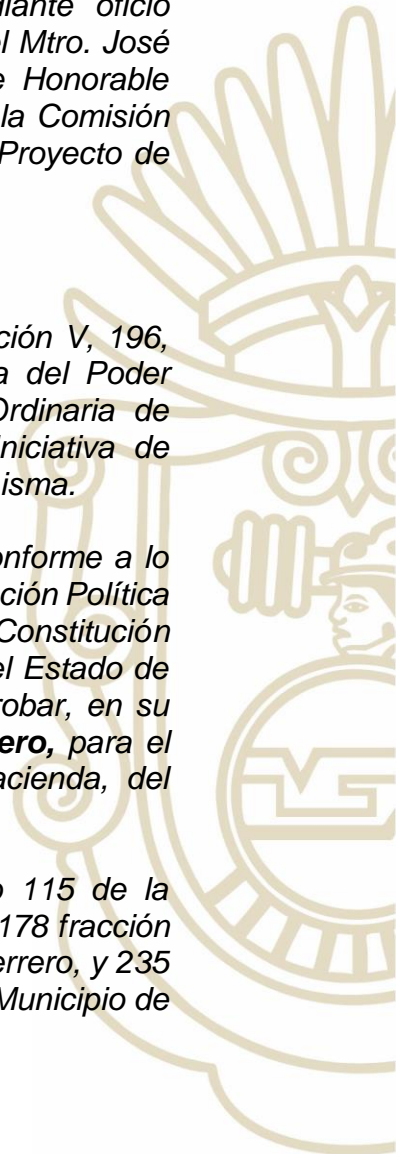 diante oficio
el Mtro. José
e Honorable
la Comisión
Proyecto de
ción V, 196,
a del Poder
Ordinaria de
Iniciativa de
isma.
onforme a lo
ción Política
Constitución
el Estado de
robar, en su
ero, para el
acienda, del
o 115 de la
178 fracción
errero, y 235
Municipio de